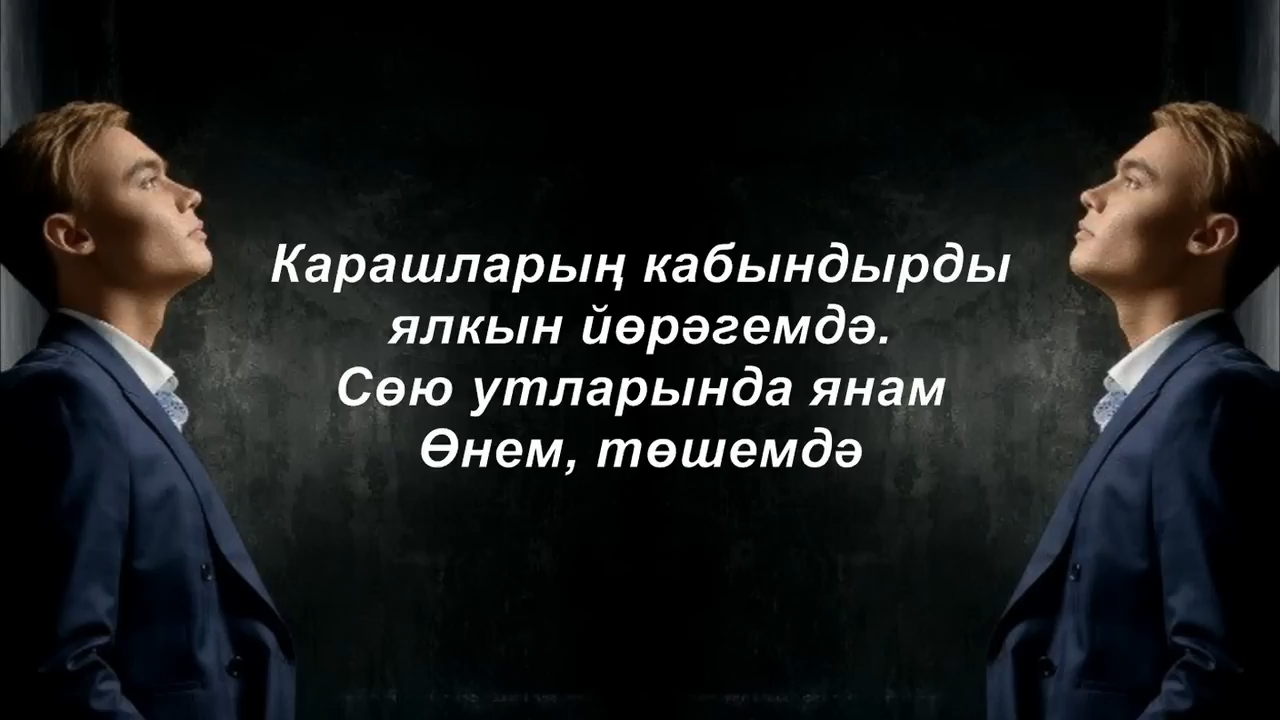 Карашларың кабындырды
ялкын йөрәгемдә.
Сөю утларында янам
Өнем, төшемдә